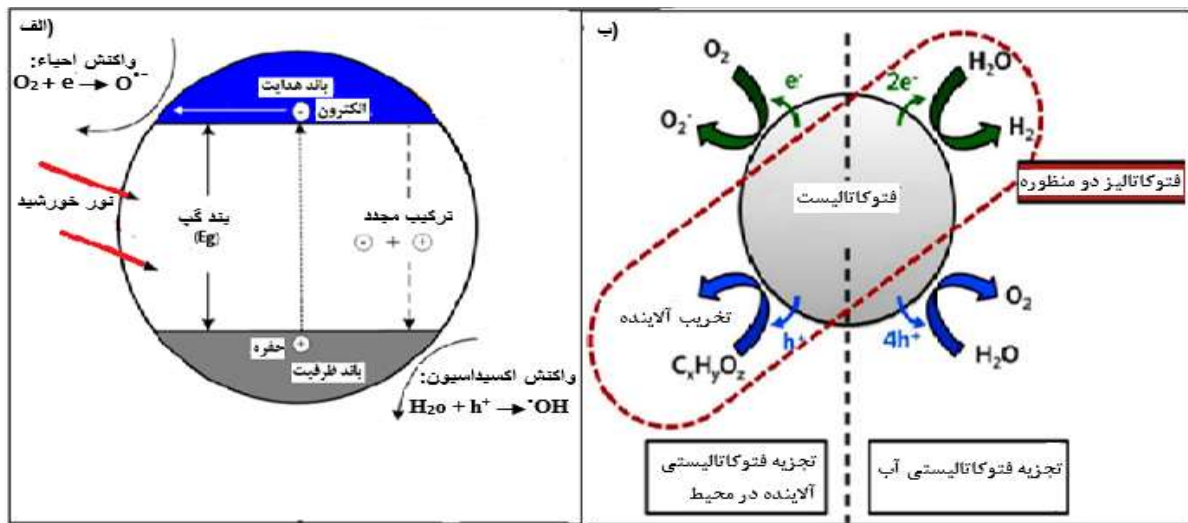 الف)
واکنش احیاء:
O₂ + e⁻ → O•−
باند هدایت
الکترون
-
نور خورشید
بند گپ
(Eg)
ترکیب مجدد
- + +
+
حفره
باند ظرفیت
واکنش اکسیداسیون:
H₂o + h⁺ → •OH
ب)
O₂
e⁻
2e⁻
H₂O
O₂⁻
H₂
فتوکاتالیز دو منظوره
فتوکاتالیست
تخریب آلاینده
h⁺
4h⁺
O₂
CₓHᵧO_z
H₂O
تجزیه فتوکاتالیستی
آلاینده در محیط
تجزیه فتوکاتالیستی آب